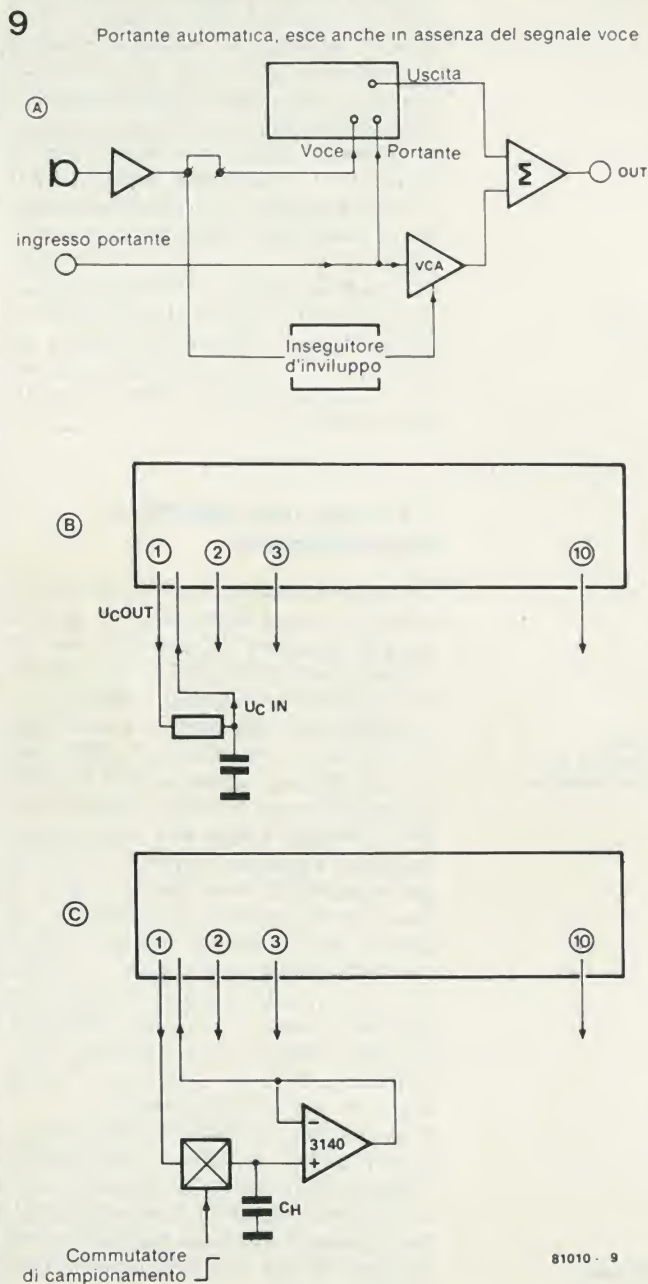 9
Portante automatica, esce anche in assenza del segnale voce
A
Uscita
Voce
Portante
Σ
OUT
ingresso portante
VCA
Inseguitore
d'inviluppo
B
1
2
3
10
UCOUT
UC IN
C
1
2
3
10
−
3140
+
CH
Commutatore
di campionamento
81010 - 9